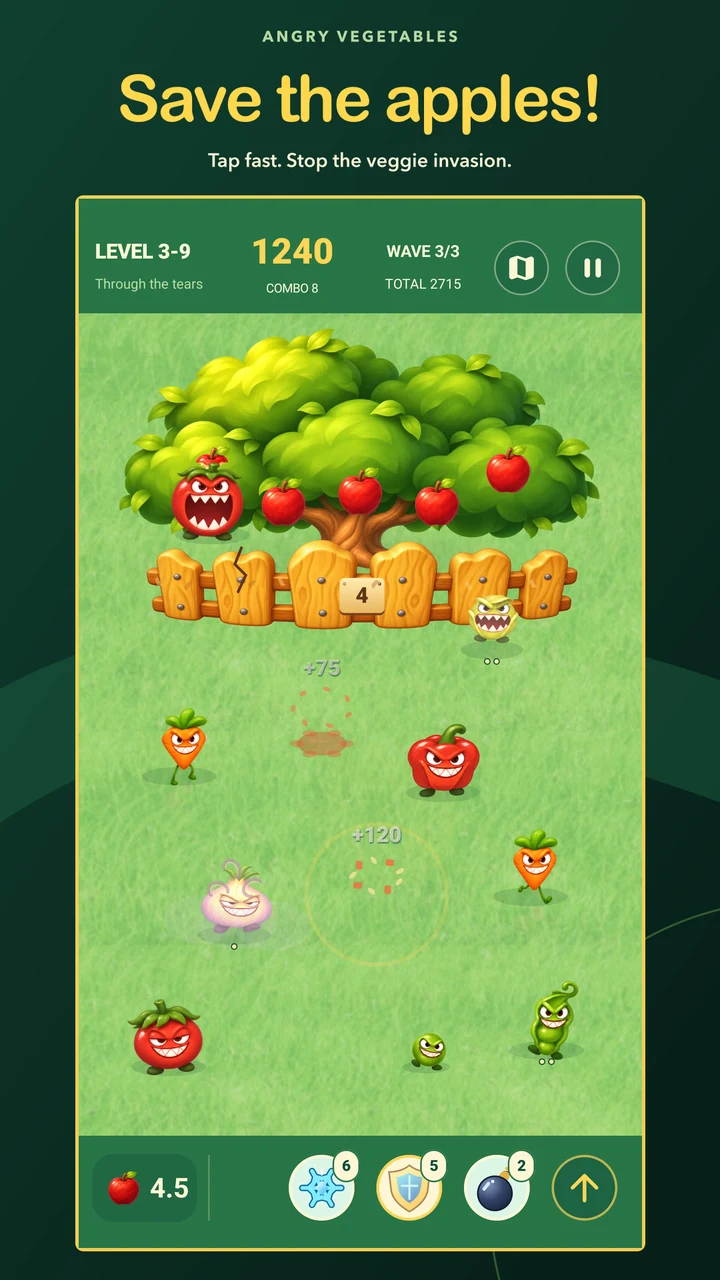 ANGRY VEGETABLES
Save the apples!
Tap fast. Stop the veggie invasion.
LEVEL 3-9
1240
WAVE 3/3
Through the tears
COMBO 8
TOTAL 2715
4
+75
+120
4.5
6
5
2